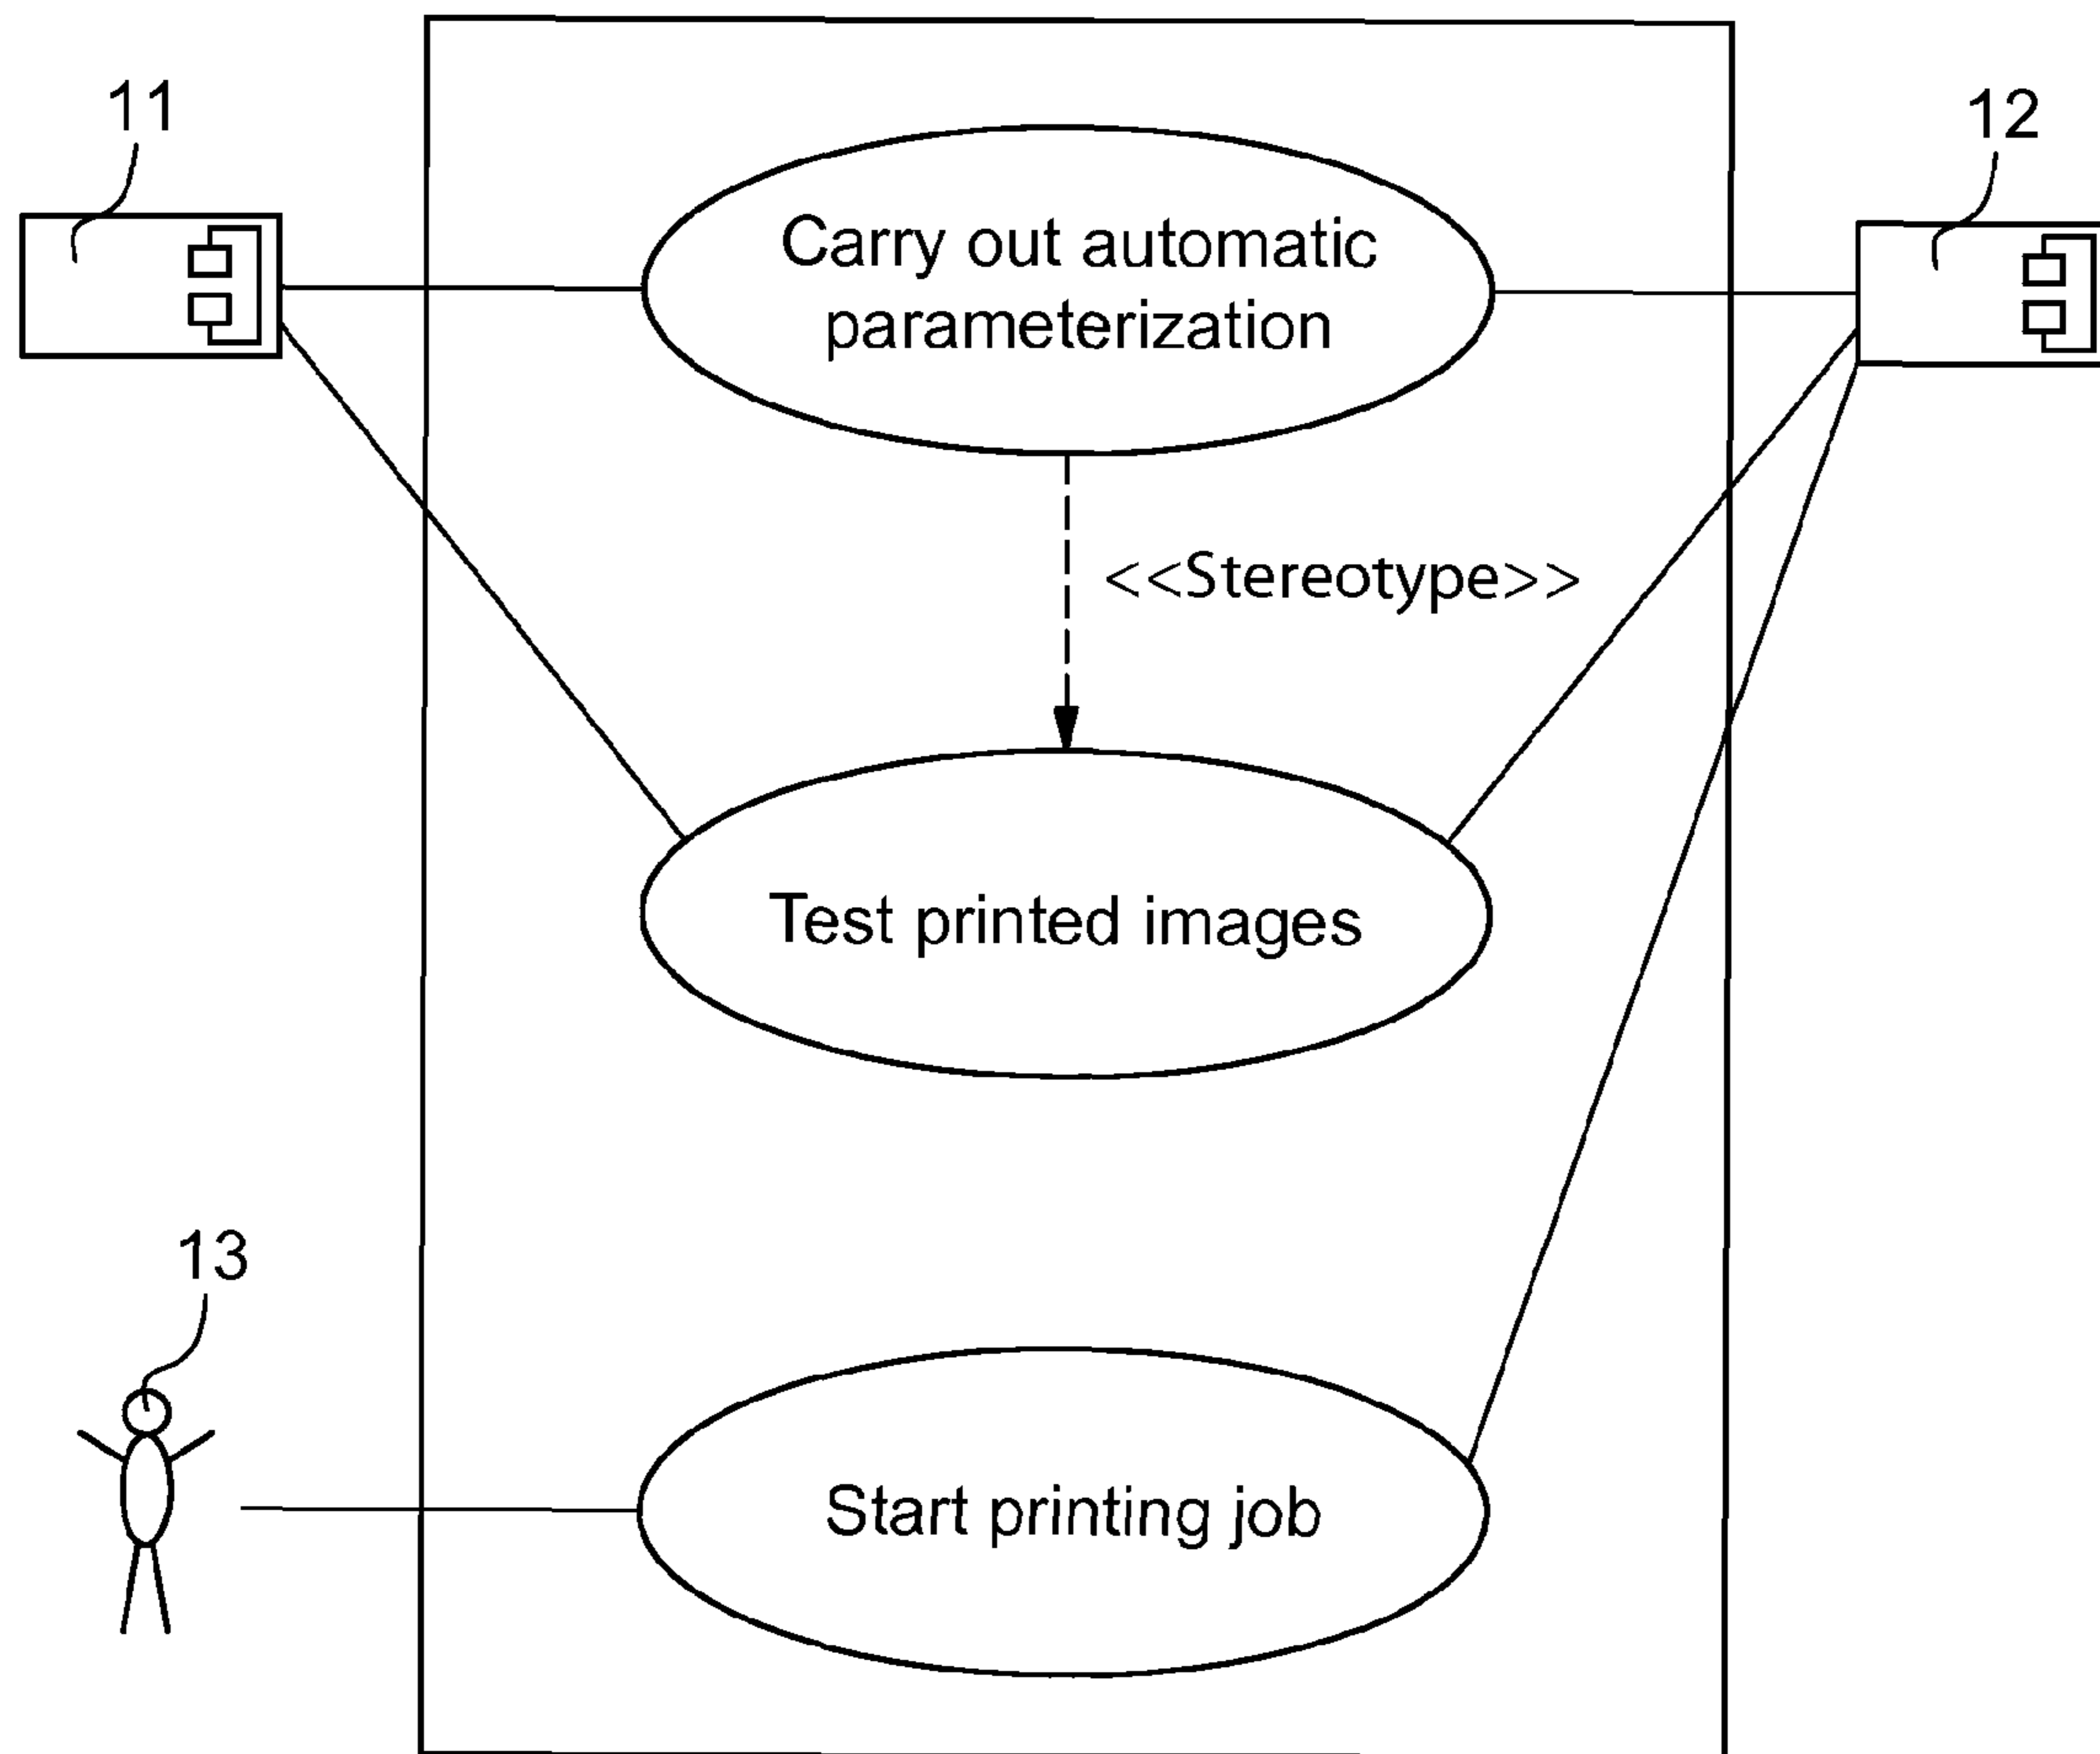 11
12
Carry out automatic
parameterization
<<Stereotype>>
Test printed images
13
Start printing job